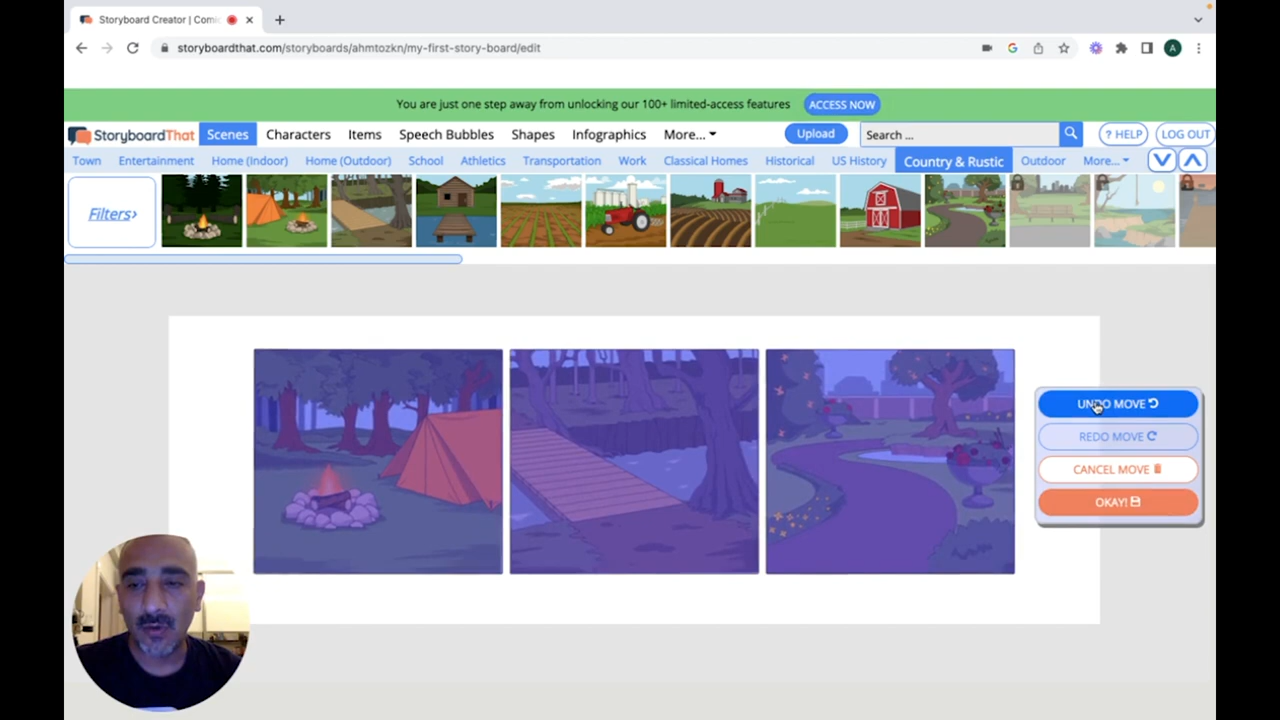 Storyboard Creator | Comic
storyboardthat.com/storyboards/ahmtozkn/my-first-story-board/edit
A
You are just one step away from unlocking our 100+ limited-access features ACCESS NOW
StoryboardThat Scenes Characters Items Speech Bubbles Shapes Infographics More... Upload Search ... ? HELP LOG OUT
Town Entertainment Home (Indoor) Home (Outdoor) School Athletics Transportation Work Classical Homes Historical US History Country & Rustic Outdoor More...
Filters›
UNDO MOVE
REDO MOVE
CANCEL MOVE
OKAY!